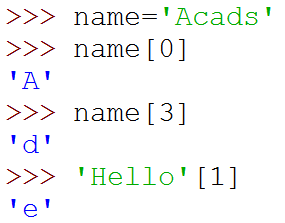 >>> name='Acads'
>>> name[0]
'A'
>>> name[3]
'd'
>>> 'Hello'[1]
'e'